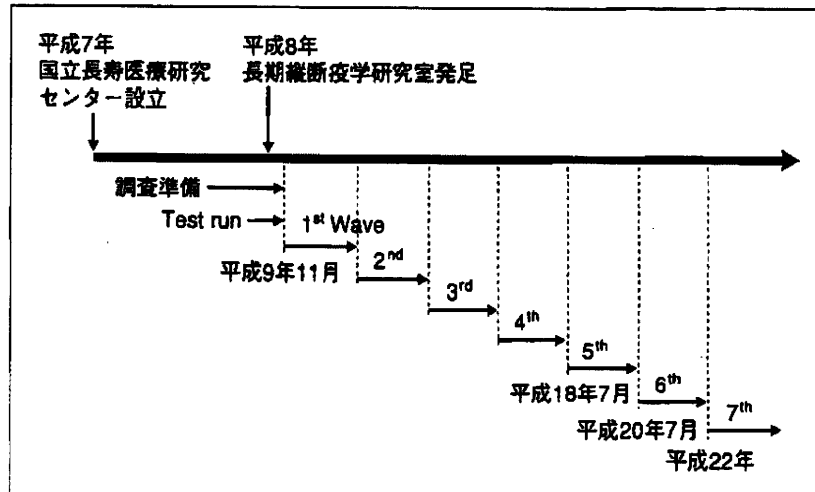 平成7年
国立長寿医療研究
センター設立
平成8年
長期縦断疫学研究室発足
調査準備
Test run
1st Wave
平成9年11月
2nd
3rd
4th
5th
平成18年7月
6th
平成20年7月
7th
平成22年